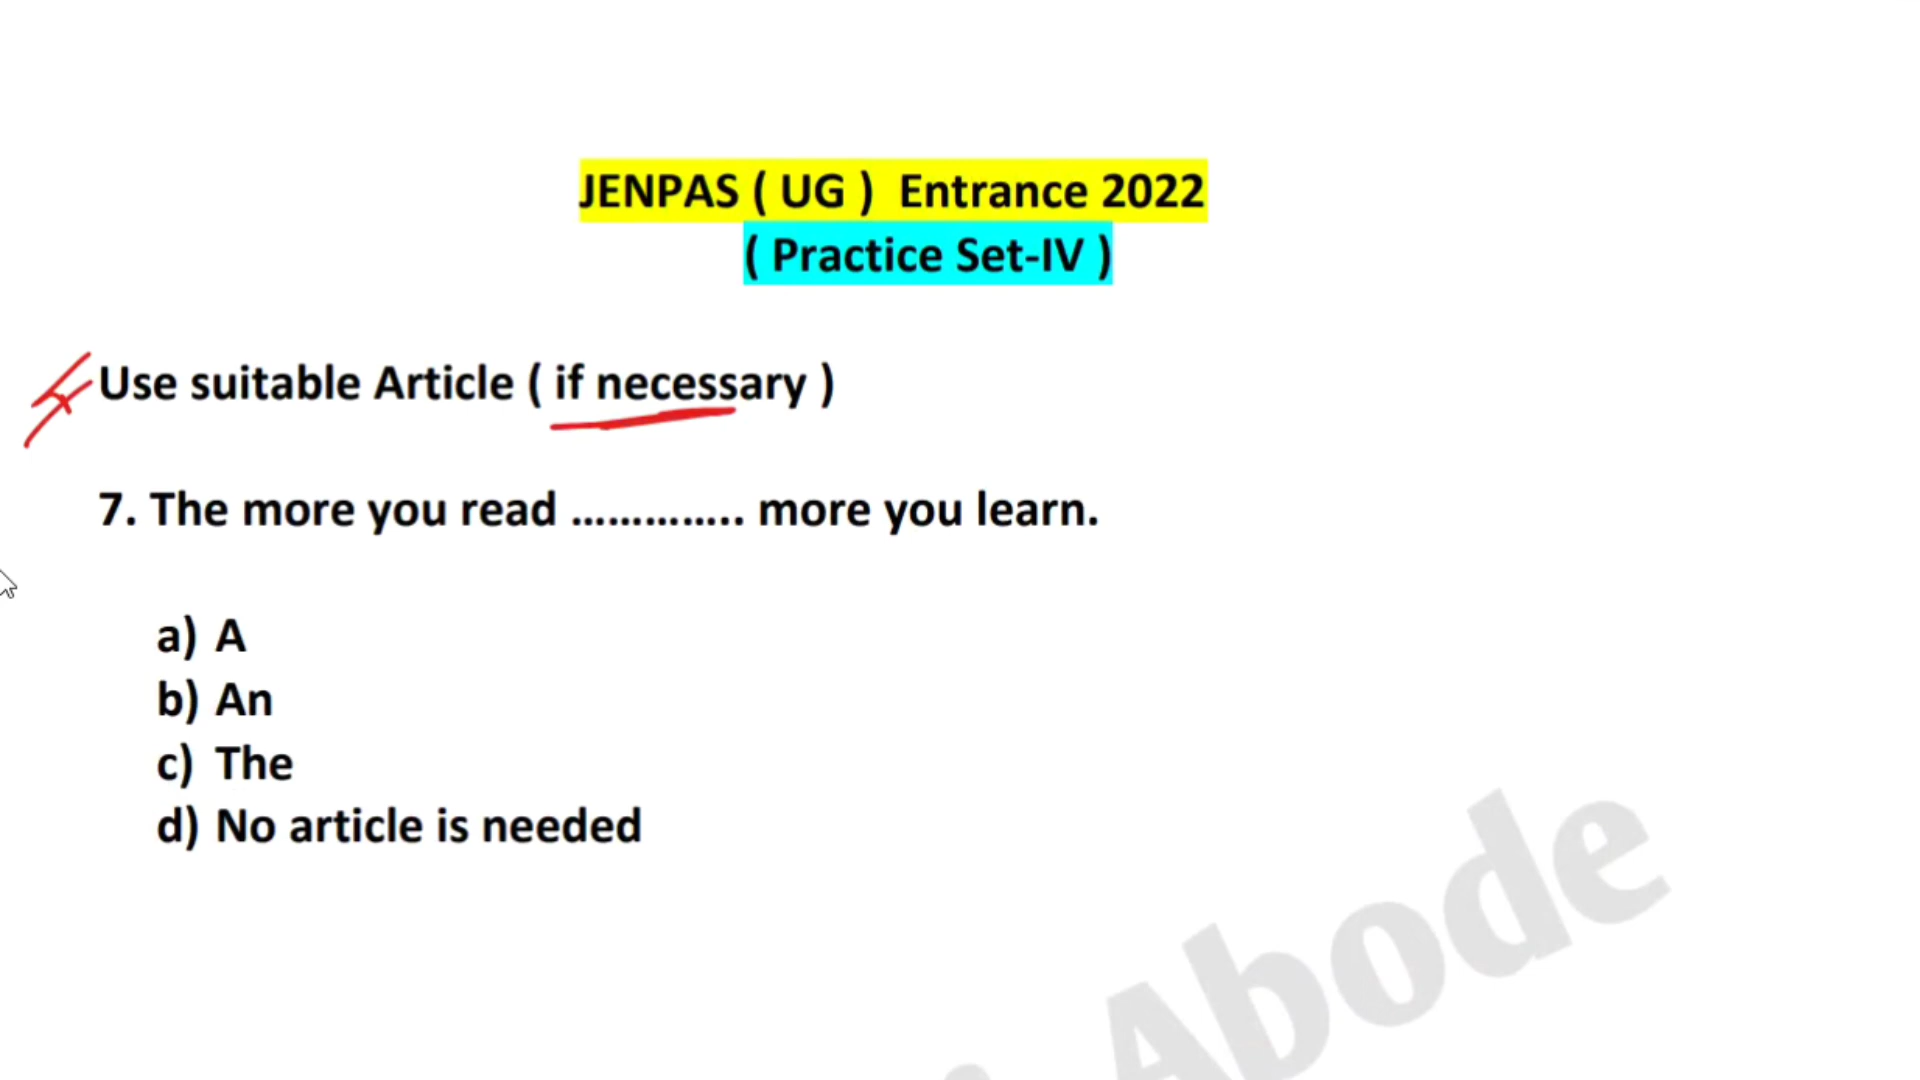 JENPAS ( UG ) Entrance 2022
( Practice Set-IV )
Use suitable Article ( if necessary )
7. The more you read ………….. more you learn.
a) A
b) An
c) The
d) No article is needed
Abode